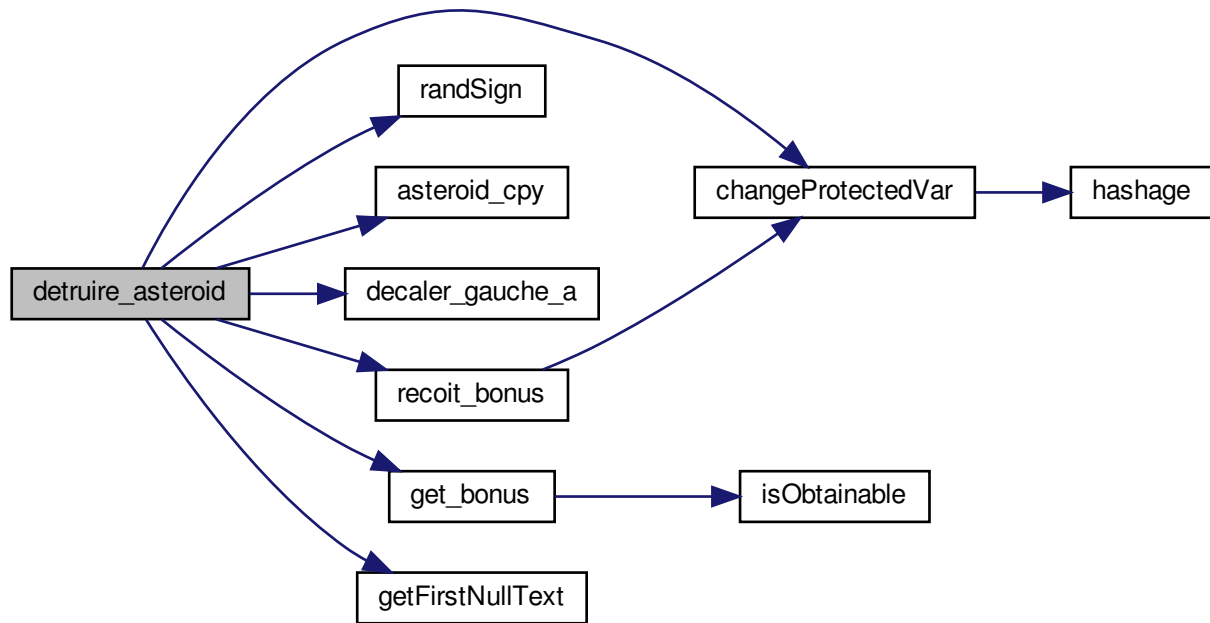 randSign
asteroid_cpy
changeProtectedVar
hashage
detruire_asteroid
decaler_gauche_a
recoit_bonus
get_bonus
isObtainable
getFirstNullText